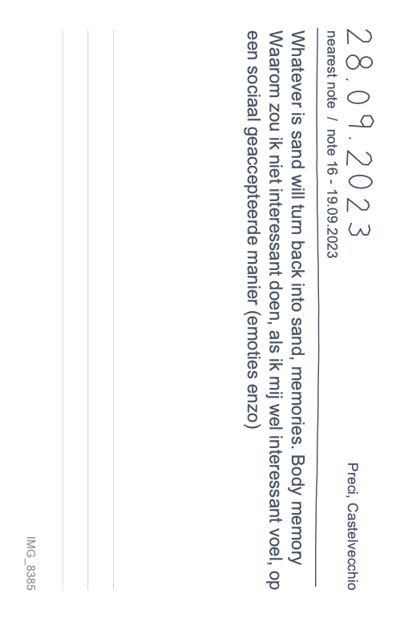 28.09.2023
Preci, Castelvecchio
nearest note / note 16 - 19.09.2023
Whatever is sand will turn back into sand, memories. Body memory
Waarom zou ik niet interessant doen, als ik mij wel interessant voel, op
een sociaal geaccepteerde manier (emoties enzo)
IMG_8385